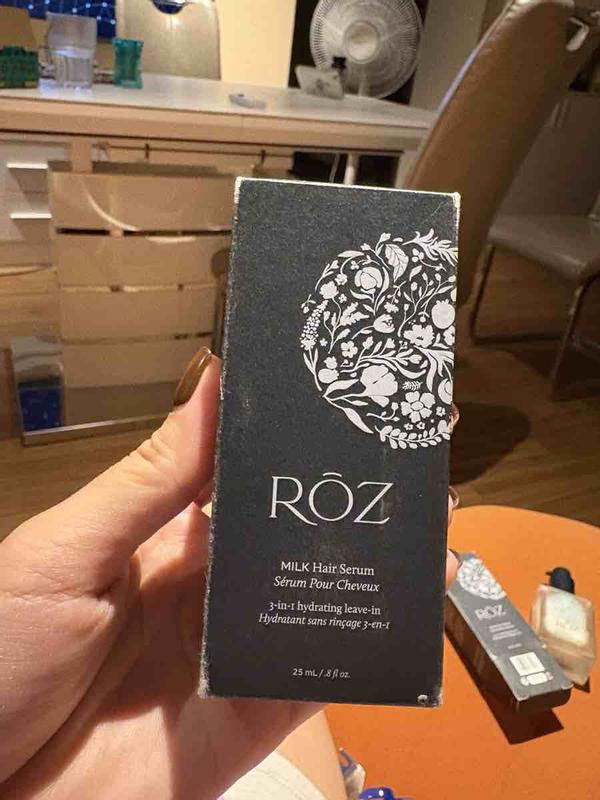 RŌZ
MILK Hair Serum
Sérum Pour Cheveux
3-in-1 hydrating leave-in
Hydratant sans rinçage 3-en-1
25 mL / .8 fl oz.
RŌZ